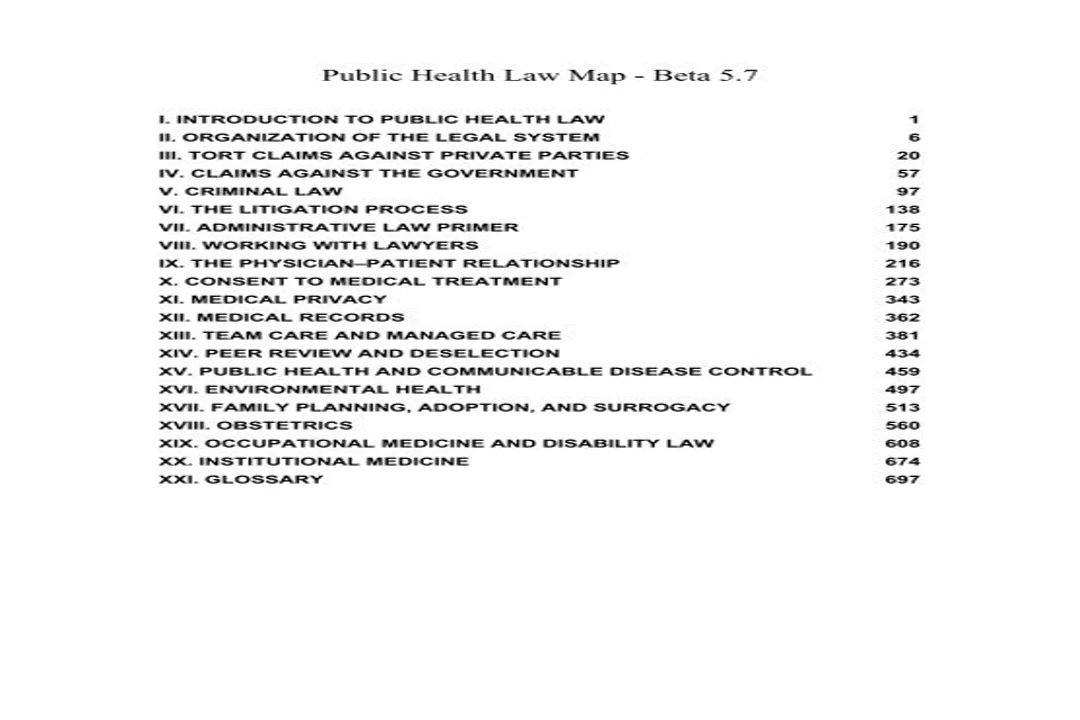 Public Health Law Map - Beta 5.7
I. INTRODUCTION TO PUBLIC HEALTH LAW 1
II. ORGANIZATION OF THE LEGAL SYSTEM 6
III. TORT CLAIMS AGAINST PRIVATE PARTIES 20
IV. CLAIMS AGAINST THE GOVERNMENT 57
V. CRIMINAL LAW 97
VI. THE LITIGATION PROCESS 138
VII. ADMINISTRATIVE LAW PRIMER 175
VIII. WORKING WITH LAWYERS 190
IX. THE PHYSICIAN–PATIENT RELATIONSHIP 216
X. CONSENT TO MEDICAL TREATMENT 273
XI. MEDICAL PRIVACY 343
XII. MEDICAL RECORDS 362
XIII. TEAM CARE AND MANAGED CARE 381
XIV. PEER REVIEW AND DESELECTION 434
XV. PUBLIC HEALTH AND COMMUNICABLE DISEASE CONTROL 459
XVI. ENVIRONMENTAL HEALTH 497
XVII. FAMILY PLANNING, ADOPTION, AND SURROGACY 513
XVIII. OBSTETRICS 560
XIX. OCCUPATIONAL MEDICINE AND DISABILITY LAW 608
XX. INSTITUTIONAL MEDICINE 674
XXI. GLOSSARY 697